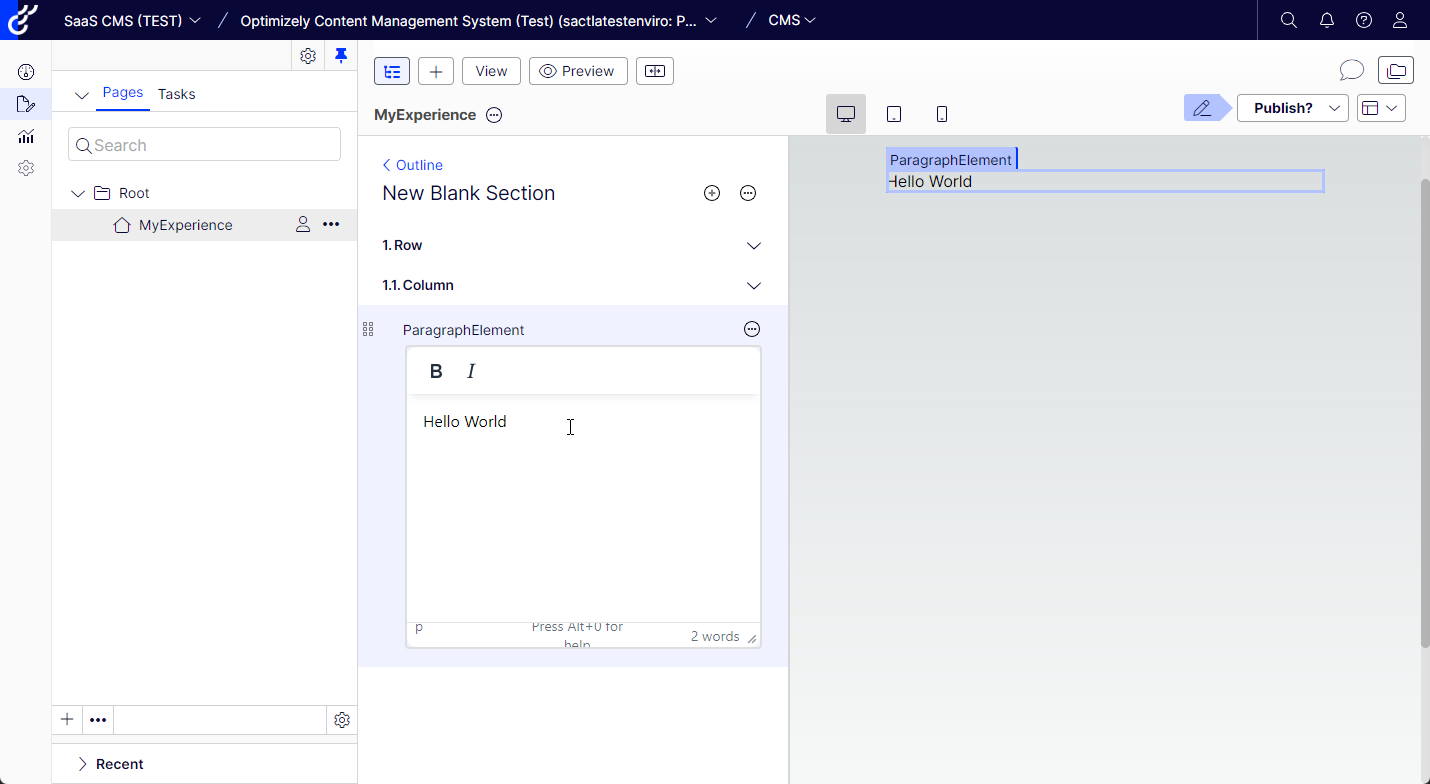 SaaS CMS (TEST) / Optimizely Content Management System (Test) (sactlatestenviro: P... / CMS
Pages Tasks
Search
Root
MyExperience
Recent
View Preview
MyExperience
Publish?
Outline
New Blank Section
1. Row
1.1. Column
ParagraphElement
B I
Hello World
p Press Alt+0 for help 2 words
ParagraphElement
Hello World